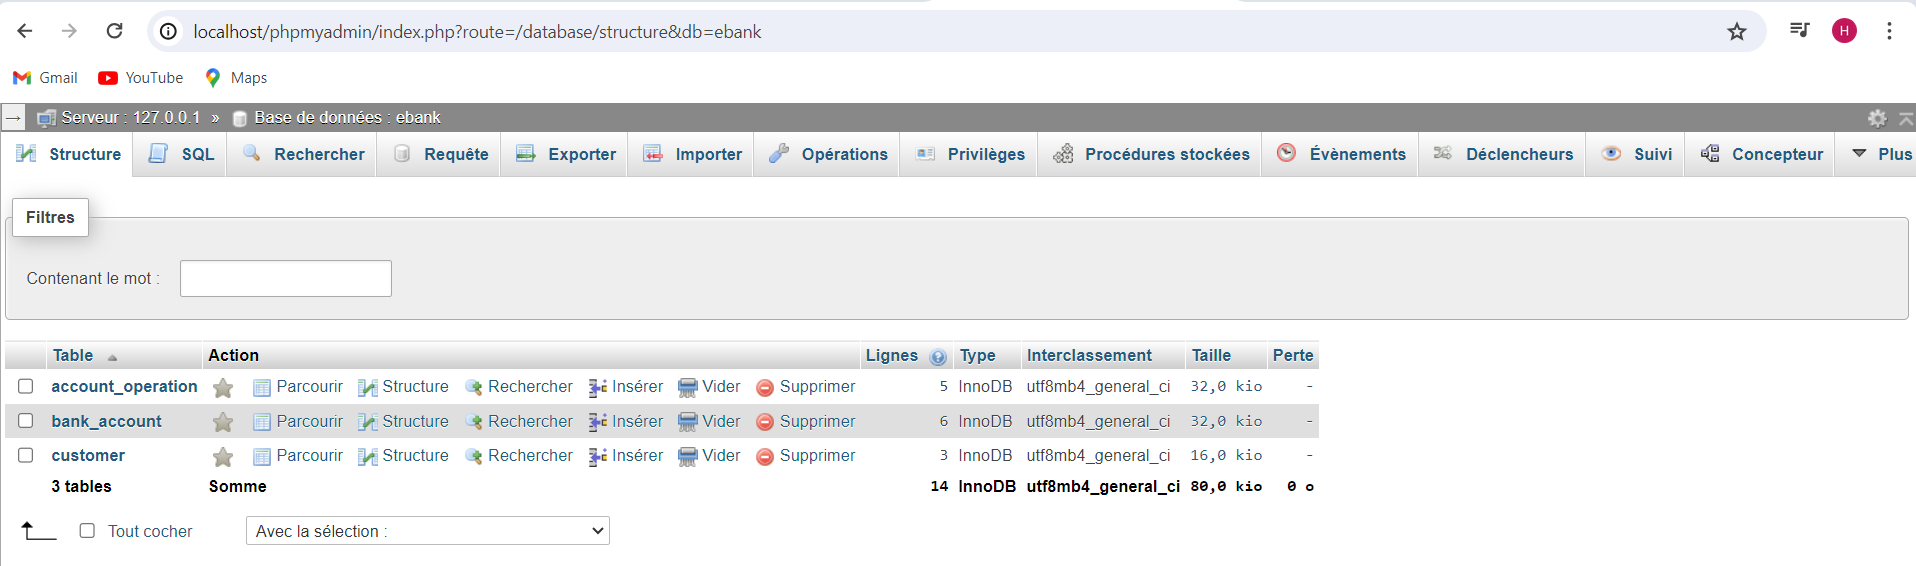 localhost/phpmyadmin/index.php?route=/database/structure&db=ebank
H
Gmail YouTube Maps
Serveur : 127.0.0.1 » Base de données : ebank
Structure SQL Rechercher Requête Exporter Importer Opérations Privilèges Procédures stockées Évènements Déclencheurs Suivi Concepteur Plus
Filtres
Contenant le mot :
Table Action Lignes Type Interclassement Taille Perte
account_operation Parcourir Structure Rechercher Insérer Vider Supprimer 5 InnoDB utf8mb4_general_ci 32,0 kio -
bank_account Parcourir Structure Rechercher Insérer Vider Supprimer 6 InnoDB utf8mb4_general_ci 32,0 kio -
customer Parcourir Structure Rechercher Insérer Vider Supprimer 3 InnoDB utf8mb4_general_ci 16,0 kio -
3 tables Somme 14 InnoDB utf8mb4_general_ci 80,0 kio 0 o
Tout cocher Avec la sélection :